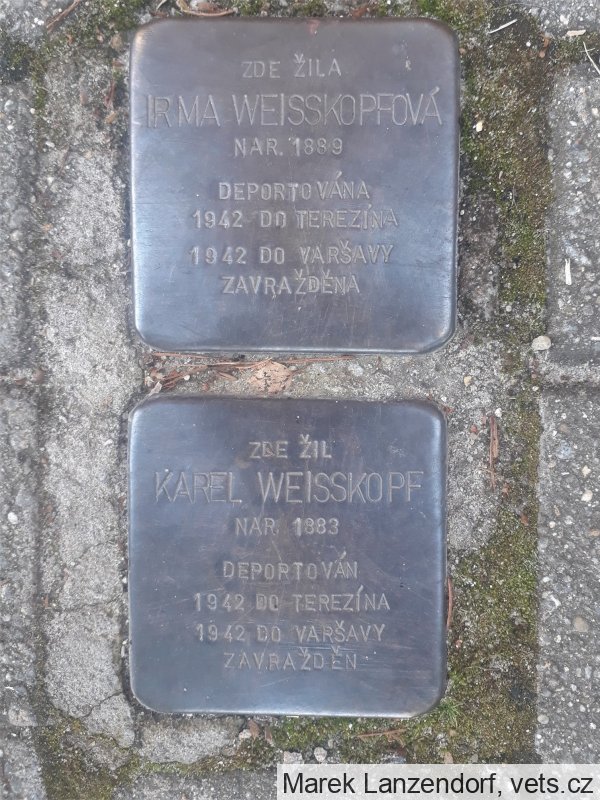 ZDE ŽILA
IRMA WEISSKOPFOVÁ
NAR. 1889
DEPORTOVÁNA
1942 DO TEREZÍNA
1942 DO VARŠAVY
ZAVRAŽDĚNA
ZDE ŽIL
KAREL WEISSKOPF
NAR. 1883
DEPORTOVÁN
1942 DO TEREZÍNA
1942 DO VARŠAVY
ZAVRAŽDĚN
Marek Lanzendorf, vets.cz